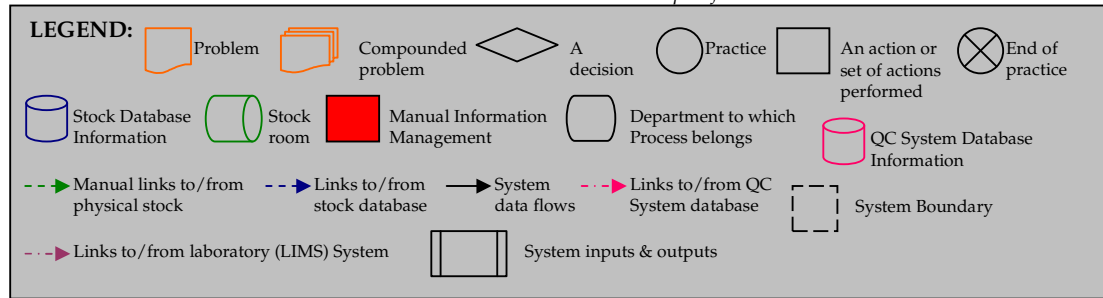 LEGEND:
Problem
Compounded
problem
A
decision
Practice
An action or
set of actions
performed
End of
practice
Stock Database
Information
Stock
room
Manual Information
Management
Department to which
Process belongs
QC System Database
Information
Manual links to/from
physical stock
Links to/from
stock database
System
data flows
Links to/from QC
System database
System Boundary
Links to/from laboratory (LIMS) System
System inputs & outputs